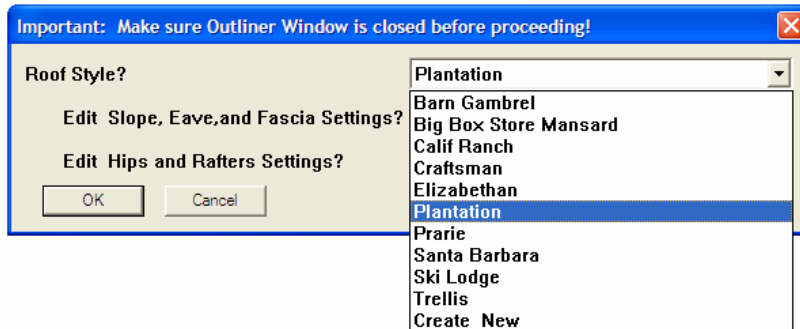 Important: Make sure Outliner Window is closed before proceeding!
Roof Style?
Plantation
Edit Slope, Eave,and Fascia Settings?
Edit Hips and Rafters Settings?
OK
Cancel
Barn Gambrel
Big Box Store Mansard
Calif Ranch
Craftsman
Elizabethan
Plantation
Prarie
Santa Barbara
Ski Lodge
Trellis
Create New